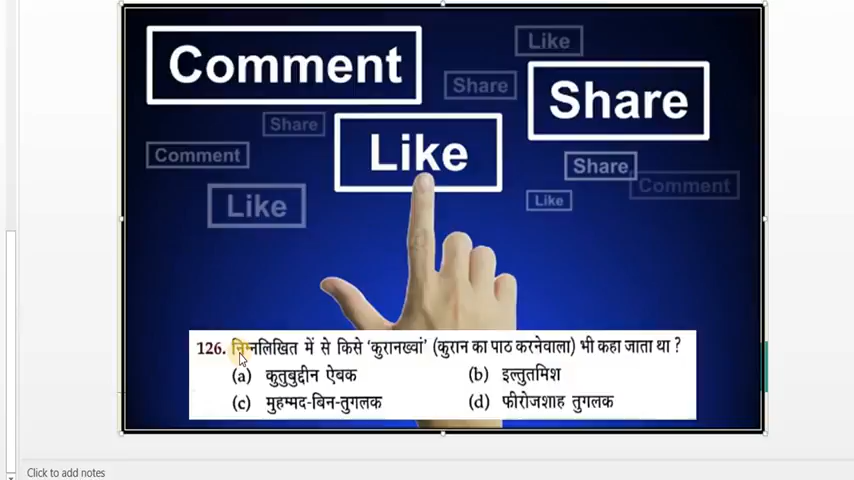 Comment
Like
Share
Share
Share
Like
Comment
Share
Comment
Like
Like
126. निम्नलिखित में से किसे ‘कुरानख्वां’ (कुरान का पाठ करनेवाला) भी कहा जाता था ?
(a) कुतुबुद्दीन ऐबक (b) इल्तुतमिश
(c) मुहम्मद-बिन-तुगलक (d) फीरोजशाह तुगलक
Click to add notes